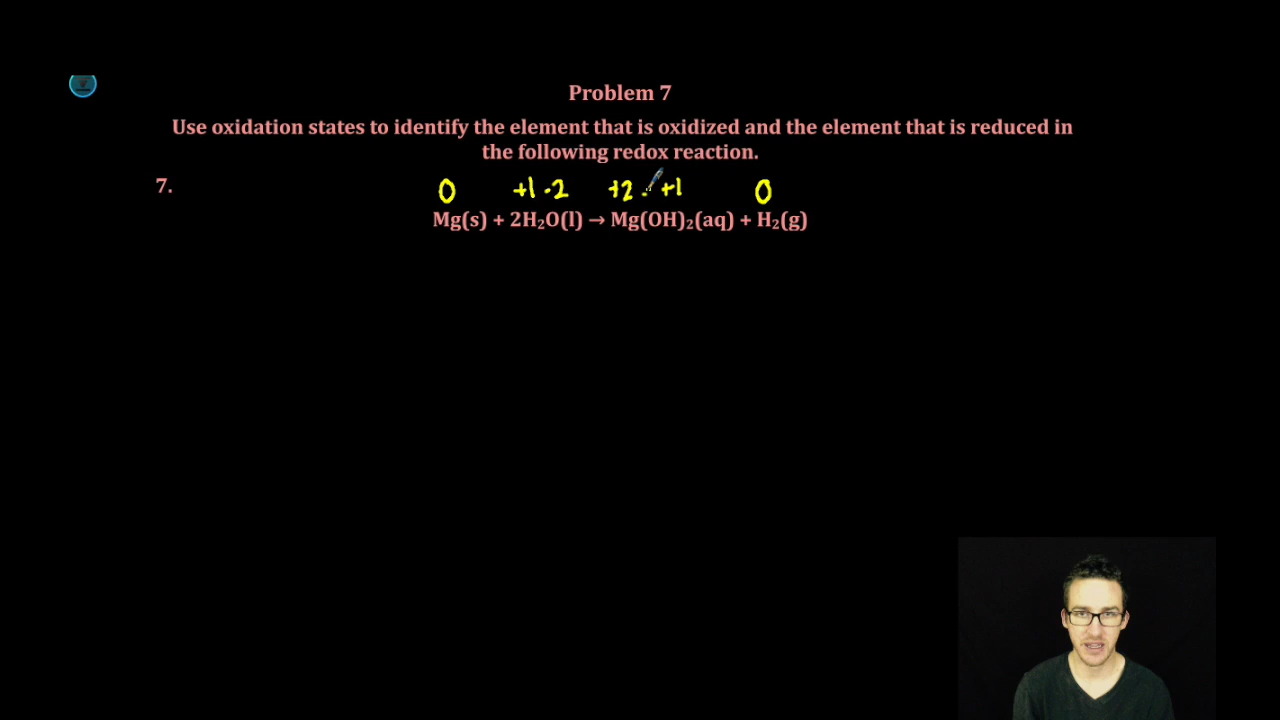 Problem 7
Use oxidation states to identify the element that is oxidized and the element that is reduced in
the following redox reaction.
7.
0 +1 -2 +2 - +1 0
Mg(s) + 2H₂O(l) → Mg(OH)₂(aq) + H₂(g)